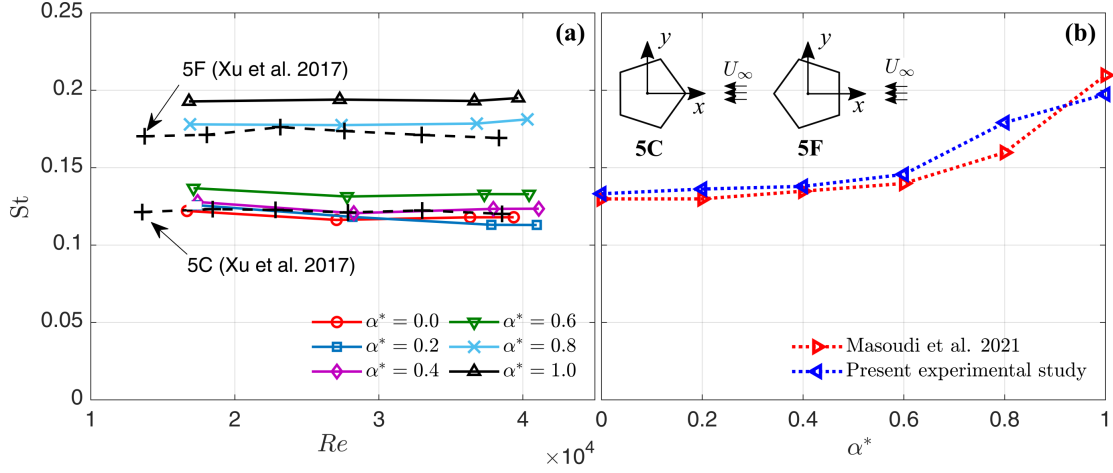 0.25
0.2
0.15
0.1
0.05
0
St
(a)
5F (Xu et al. 2017)
5C (Xu et al. 2017)
α* = 0.0
α* = 0.2
α* = 0.4
α* = 0.6
α* = 0.8
α* = 1.0
1
2
3
4
Re
×10⁴
(b)
y
x
U∞
5C
y
x
U∞
5F
Masoudi et al. 2021
Present experimental study
0
0.2
0.4
0.6
0.8
1
α*